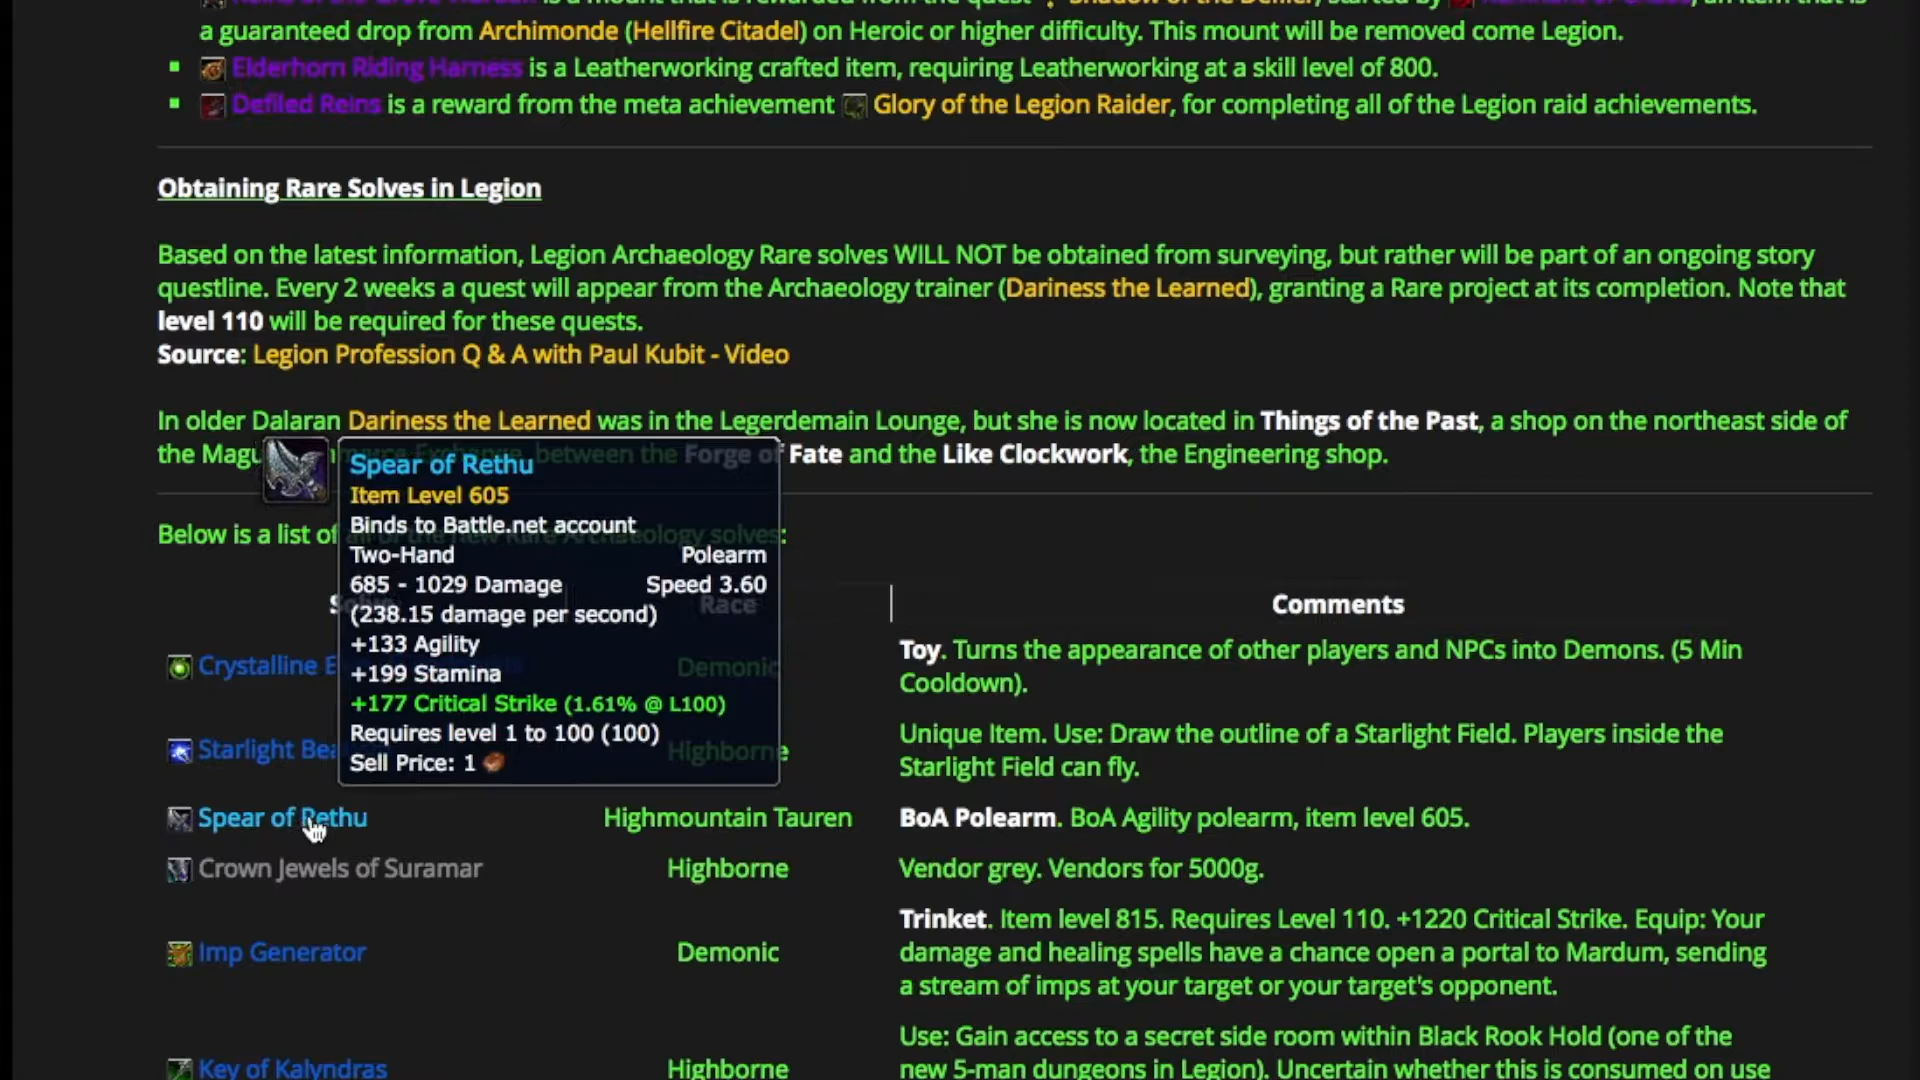 a guaranteed drop from Archimonde (Hellfire Citadel) on Heroic or higher difficulty. This mount will be removed come Legion.
Elderhorn Riding Harness is a Leatherworking crafted item, requiring Leatherworking at a skill level of 800.
Defiled Reins is a reward from the meta achievement Glory of the Legion Raider, for completing all of the Legion raid achievements.
Obtaining Rare Solves in Legion
Based on the latest information, Legion Archaeology Rare solves WILL NOT be obtained from surveying, but rather will be part of an ongoing story
questline. Every 2 weeks a quest will appear from the Archaeology trainer (Dariness the Learned), granting a Rare project at its completion. Note that
level 110 will be required for these quests.
Source: Legion Profession Q & A with Paul Kubit - Video
In older Dalaran Dariness the Learned was in the Legerdemain Lounge, but she is now located in Things of the Past, a shop on the northeast side of
the Magu between the Forge of Fate and the Like Clockwork, the Engineering shop.
Below is a list of all of the new Rare Archaeology solves:
Spear of Rethu
Item Level 605
Binds to Battle.net account
Two-Hand Polearm
685 - 1029 Damage Speed 3.60
(238.15 damage per second)
+133 Agility
+199 Stamina
+177 Critical Strike (1.61% @ L100)
Requires level 1 to 100 (100)
Sell Price: 1
Race Comments
Crystalline E Demonic Toy. Turns the appearance of other players and NPCs into Demons. (5 Min
Cooldown).
Starlight Bea Highborne Unique Item. Use: Draw the outline of a Starlight Field. Players inside the
Starlight Field can fly.
Spear of Rethu Highmountain Tauren BoA Polearm. BoA Agility polearm, item level 605.
Crown Jewels of Suramar Highborne Vendor grey. Vendors for 5000g.
Imp Generator Demonic Trinket. Item level 815. Requires Level 110. +1220 Critical Strike. Equip: Your
damage and healing spells have a chance open a portal to Mardum, sending
a stream of imps at your target or your target's opponent.
Key of Kalyndras Highborne Use: Gain access to a secret side room within Black Rook Hold (one of the
new 5-man dungeons in Legion). Uncertain whether this is consumed on use